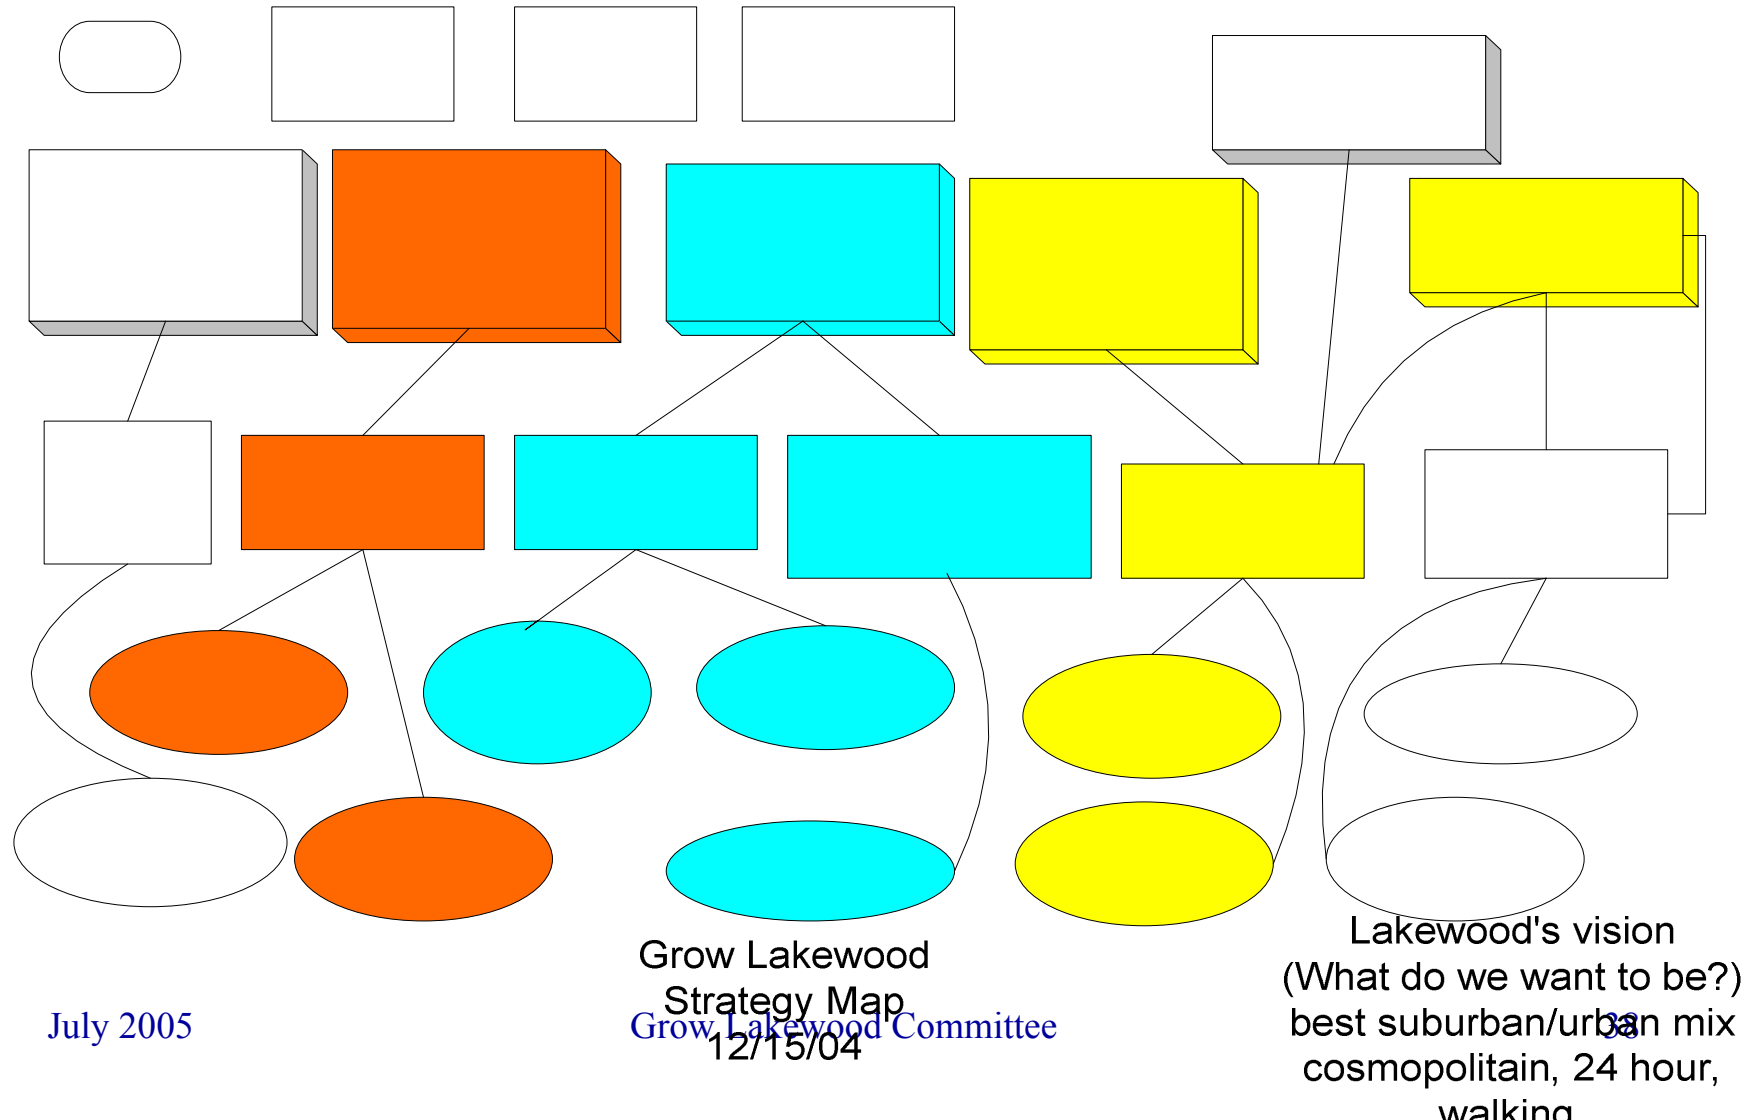 Grow Lakewood
Strategy Map
12/15/04
Lakewood's vision
(What do we want to be?)
best suburban/urban mix
cosmopolitain, 24 hour,
walking
July 2005
Grow Lakewood Committee
38